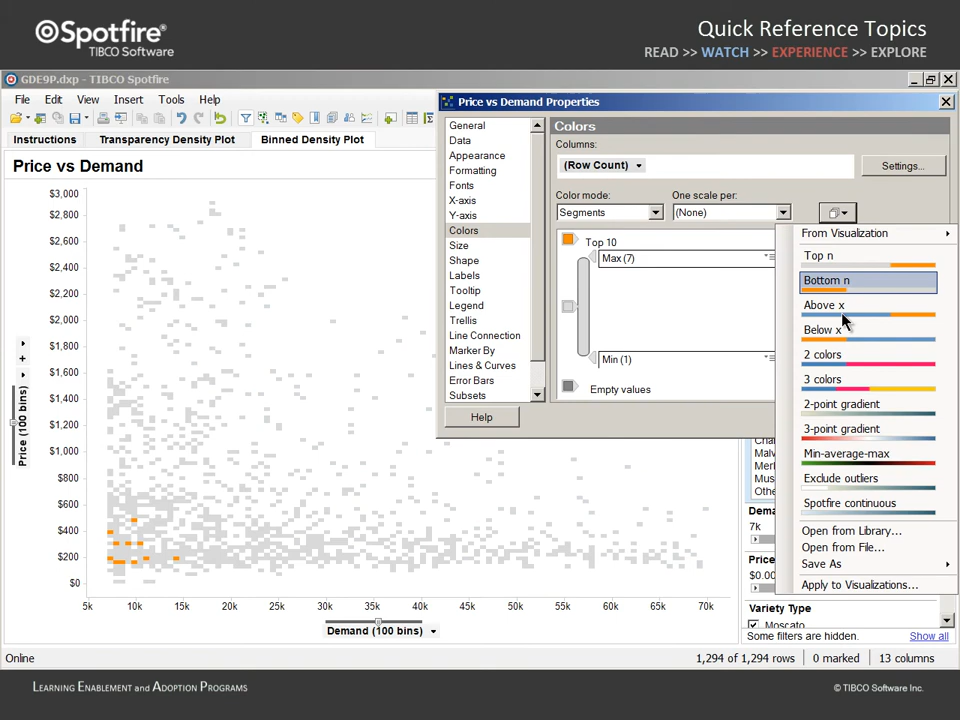 Spotfire®
TIBCO Software
Quick Reference Topics
READ >> WATCH >> EXPERIENCE >> EXPLORE
GDE9P.dxp - TIBCO Spotfire
File Edit View Insert Tools Help
Instructions Transparency Density Plot Binned Density Plot
Price vs Demand
$3,000
$2,800
$2,600
$2,400
$2,200
$2,000
$1,800
$1,600
$1,400
$1,200
$1,000
$800
$600
$400
$200
$0
Price (100 bins)
5k 10k 15k 20k 25k 30k 35k 40k 45k 50k 55k 60k 65k 70k
Demand (100 bins)
Price vs Demand Properties
General
Data
Appearance
Formatting
Fonts
X-axis
Y-axis
Colors
Size
Shape
Labels
Tooltip
Legend
Trellis
Line Connection
Marker By
Lines & Curves
Error Bars
Subsets
Help
Colors
Columns:
(Row Count)
Settings...
Color mode: One scale per:
Segments (None)
Top 10
Max (7)
Min (1)
Empty values
From Visualization
Top n
Bottom n
Above x
Below x
2 colors
3 colors
2-point gradient
3-point gradient
Min-average-max
Exclude outliers
Spotfire continuous
Open from Library...
Open from File...
Save As
Apply to Visualizations...
Malv
Merl
Othe
Dema
7k
Price
$0.00
Variety Type
Moscato
Some filters are hidden. Show all
Online 1,294 of 1,294 rows 0 marked 13 columns
LEARNING ENABLEMENT AND ADOPTION PROGRAMS
© TIBCO Software Inc.